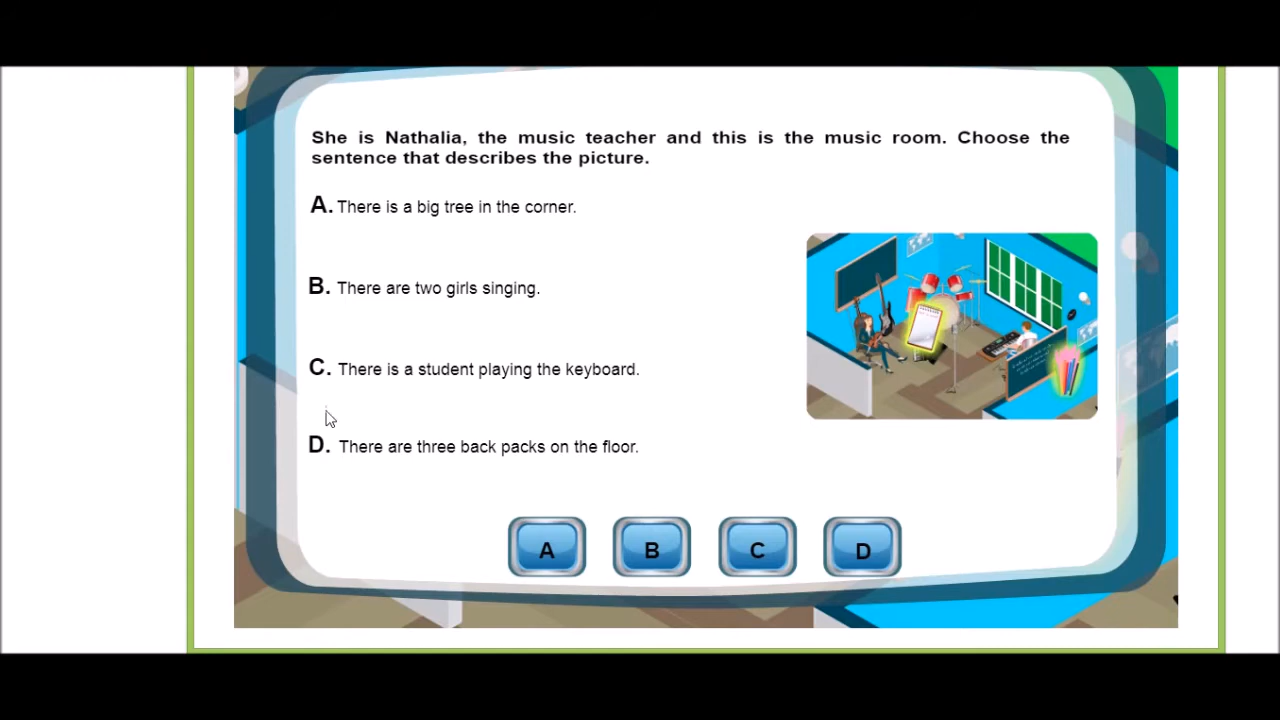 She is Nathalia, the music teacher and this is the music room. Choose the
sentence that describes the picture.
A. There is a big tree in the corner.
B. There are two girls singing.
C. There is a student playing the keyboard.
D. There are three back packs on the floor.
A B C D